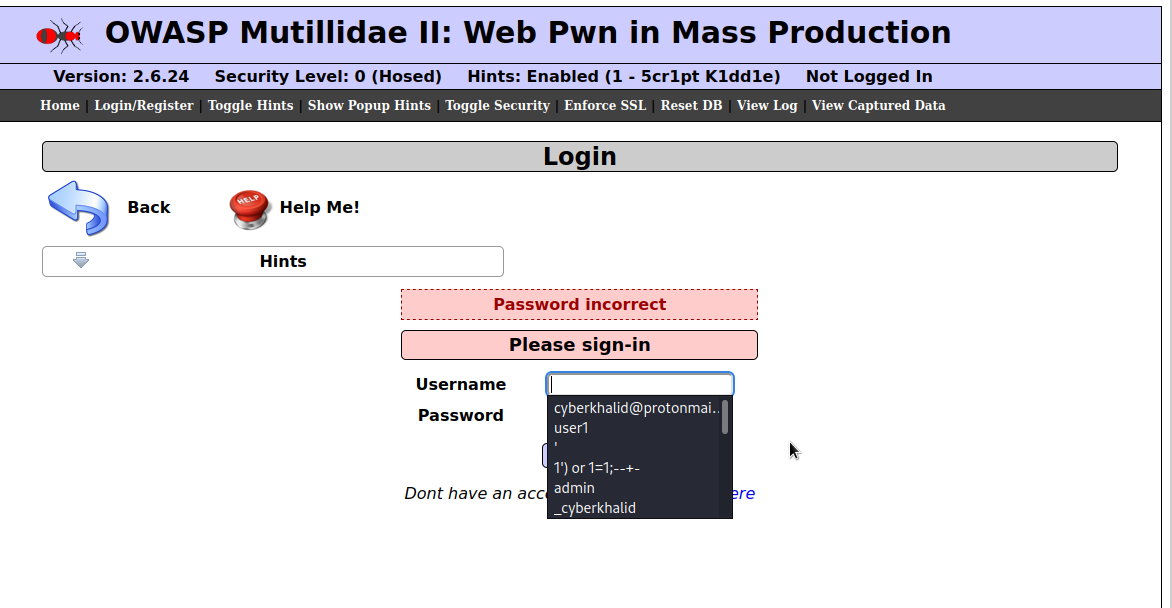 OWASP Mutillidae II: Web Pwn in Mass Production
Version: 2.6.24 Security Level: 0 (Hosed) Hints: Enabled (1 - 5cr1pt K1dd1e) Not Logged In
Home | Login/Register | Toggle Hints | Show Popup Hints | Toggle Security | Enforce SSL | Reset DB | View Log | View Captured Data
Login
Back
HELP
Help Me!
Hints
Password incorrect
Please sign-in
Username
Password
cyberkhalid@protonmai..
user1
'
1') or 1=1;--+-
admin
_cyberkhalid
Dont have an acc ere